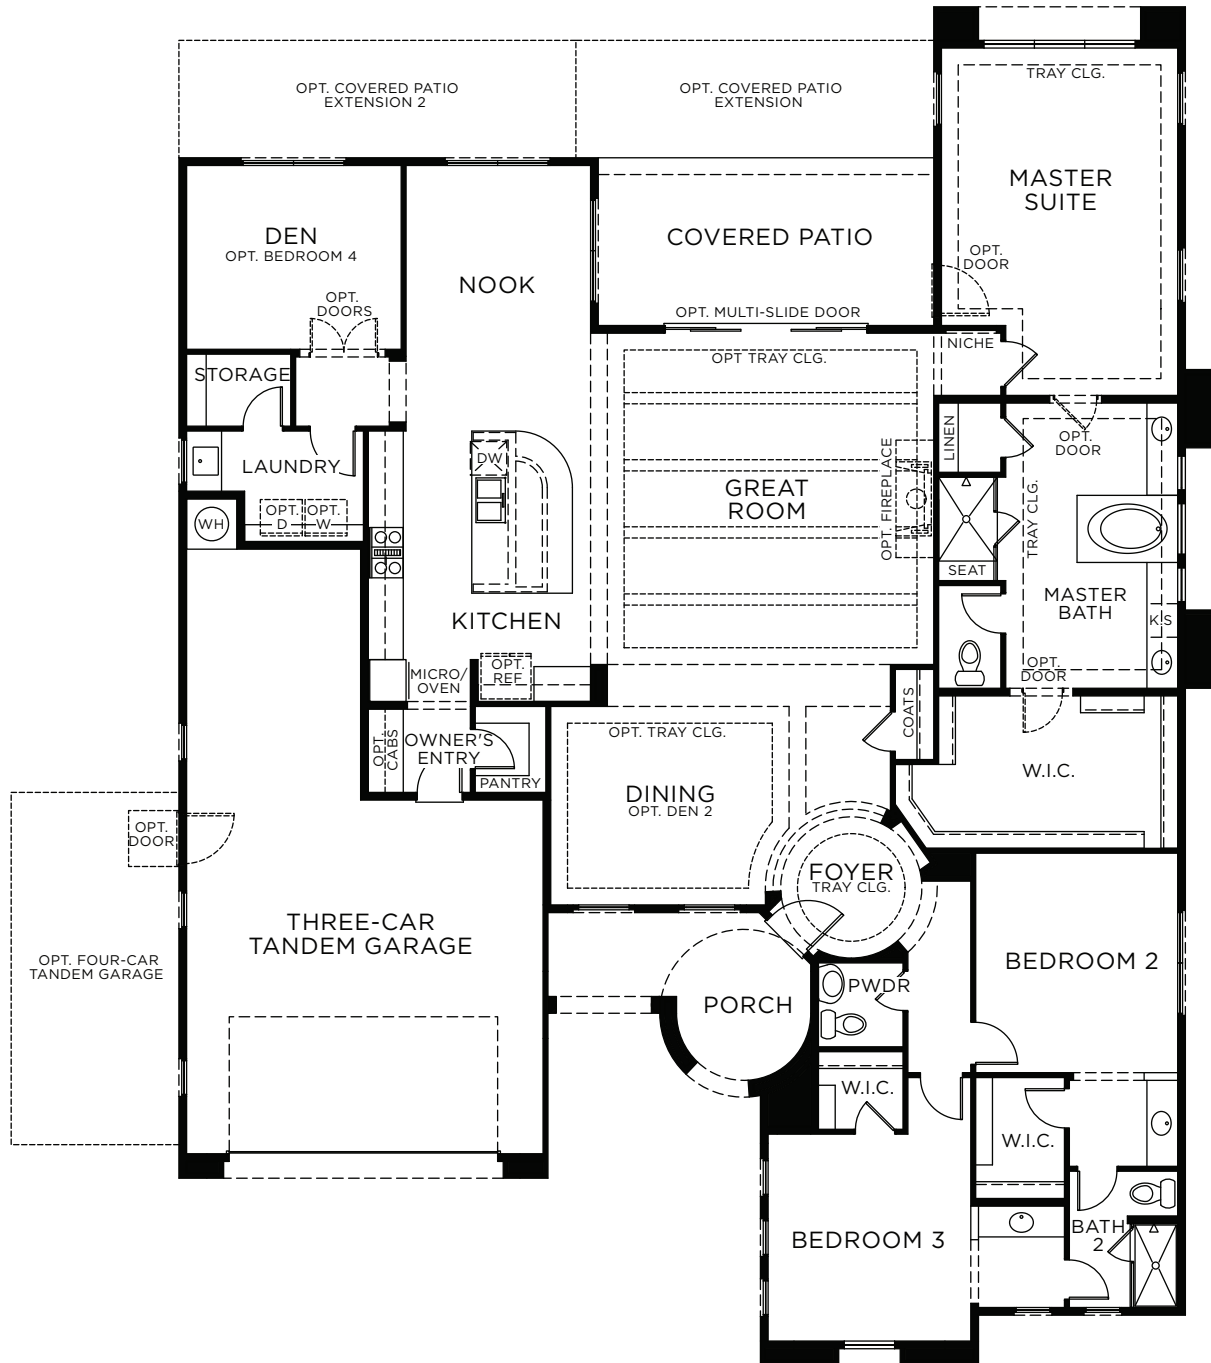 OPT. COVERED PATIO
EXTENSION 2
OPT. COVERED PATIO
EXTENSION
TRAY CLG.
MASTER
SUITE
DEN
OPT. BEDROOM 4
COVERED PATIO
OPT.
DOOR
NOOK
OPT.
DOORS
OPT. MULTI-SLIDE DOOR
NICHE
OPT TRAY CLG.
STORAGE
LINEN
OPT.
DOOR
DW
LAUNDRY
OPT. FIREPLACE
GREAT
ROOM
TRAY CLG.
WH
OPT.
D
OPT.
W
SEAT
MASTER
BATH
K.S
KITCHEN
OPT.
REF
MICRO/
OVEN
OPT.
DOOR
COATS
OPT.
CABS
OWNER'S
ENTRY
OPT. TRAY CLG.
W.I.C.
PANTRY
DINING
OPT. DEN 2
OPT.
DOOR
FOYER
TRAY CLG.
THREE-CAR
TANDEM GARAGE
OPT. FOUR-CAR
TANDEM GARAGE
BEDROOM 2
PWDR
PORCH
W.I.C.
W.I.C.
BATH
2
BEDROOM 3